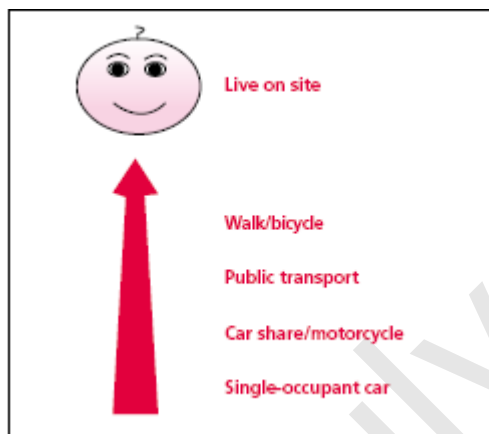 Live on site
Walk/bicycle
Public transport
Car share/motorcycle
Single-occupant car